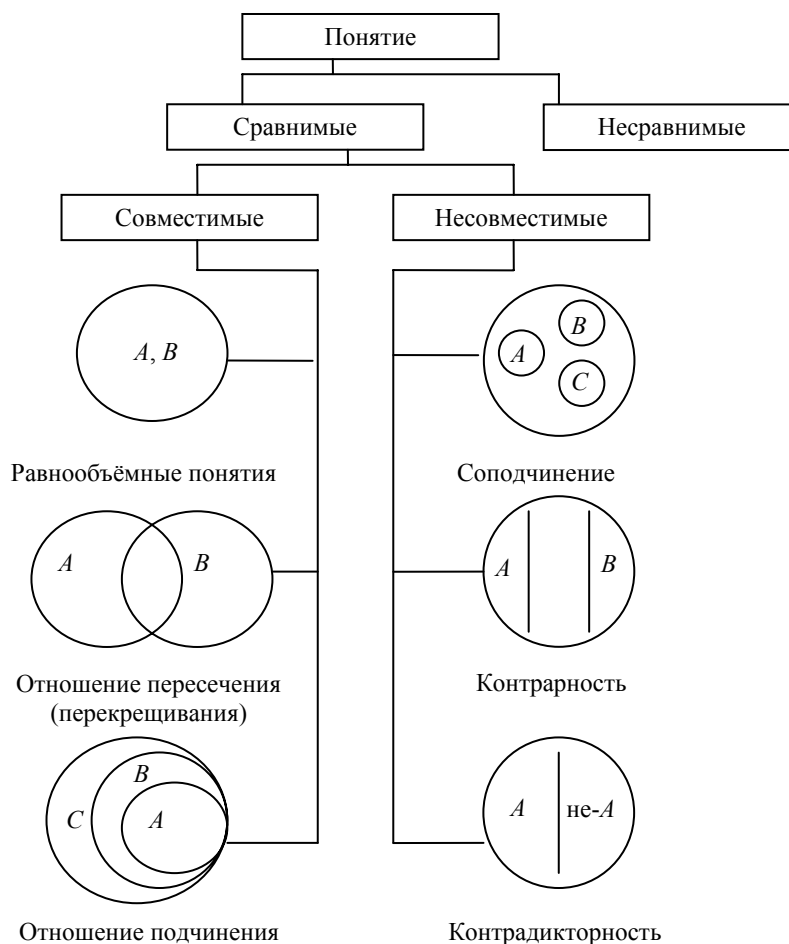 Понятие
Сравнимые
Несравнимые
Совместимые
Несовместимые
A, B
Равнообъёмные понятия
A
B
C
Соподчинение
A
B
Отношение пересечения
(перекрещивания)
A
B
Контрарность
C
B
A
Отношение подчинения
A
не-A
Контрадикторность